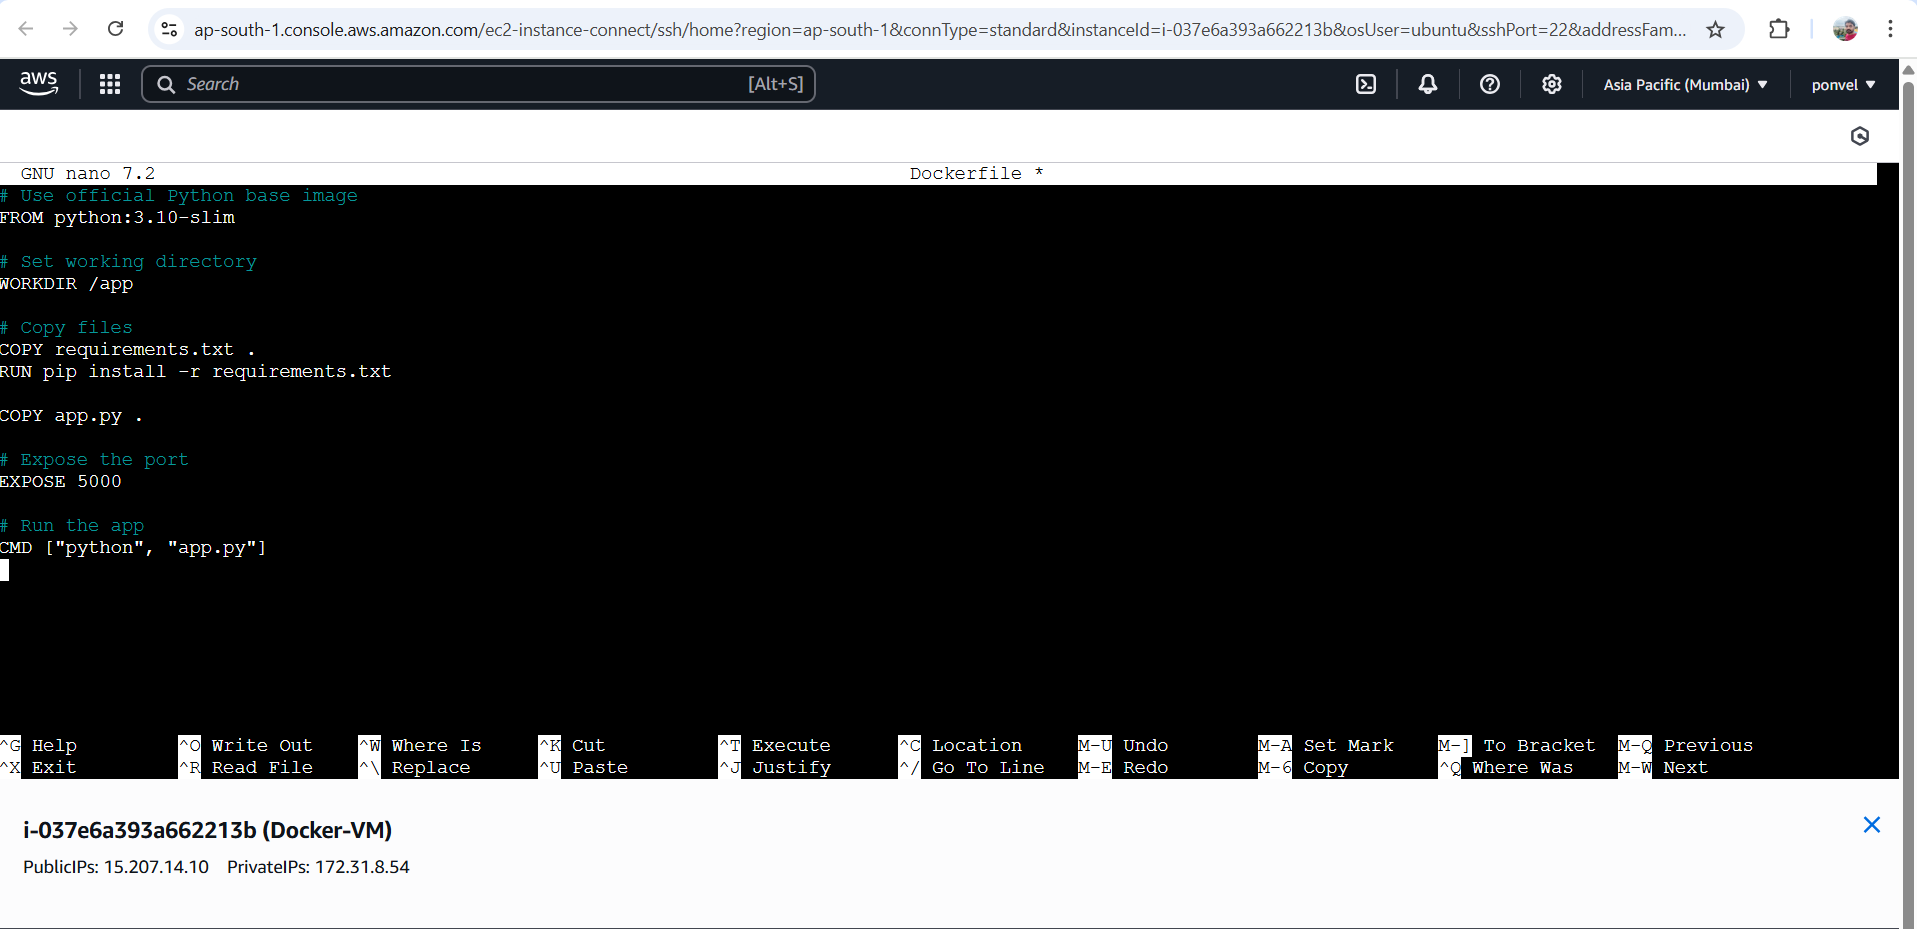 ap-south-1.console.aws.amazon.com/ec2-instance-connect/ssh/home?region=ap-south-1&connType=standard&instanceId=i-037e6a393a662213b&osUser=ubuntu&sshPort=22&addressFam...
aws Search [Alt+S] Asia Pacific (Mumbai) ponvel
GNU nano 7.2 Dockerfile *
# Use official Python base image
FROM python:3.10-slim
# Set working directory
WORKDIR /app
# Copy files
COPY requirements.txt .
RUN pip install -r requirements.txt
COPY app.py .
# Expose the port
EXPOSE 5000
# Run the app
CMD ["python", "app.py"]
^G Help ^O Write Out ^W Where Is ^K Cut ^T Execute ^C Location M-U Undo M-A Set Mark M-] To Bracket M-Q Previous
^X Exit ^R Read File ^\ Replace ^U Paste ^J Justify ^/ Go To Line M-E Redo M-6 Copy ^Q Where Was M-W Next
i-037e6a393a662213b (Docker-VM)
PublicIPs: 15.207.14.10 PrivateIPs: 172.31.8.54